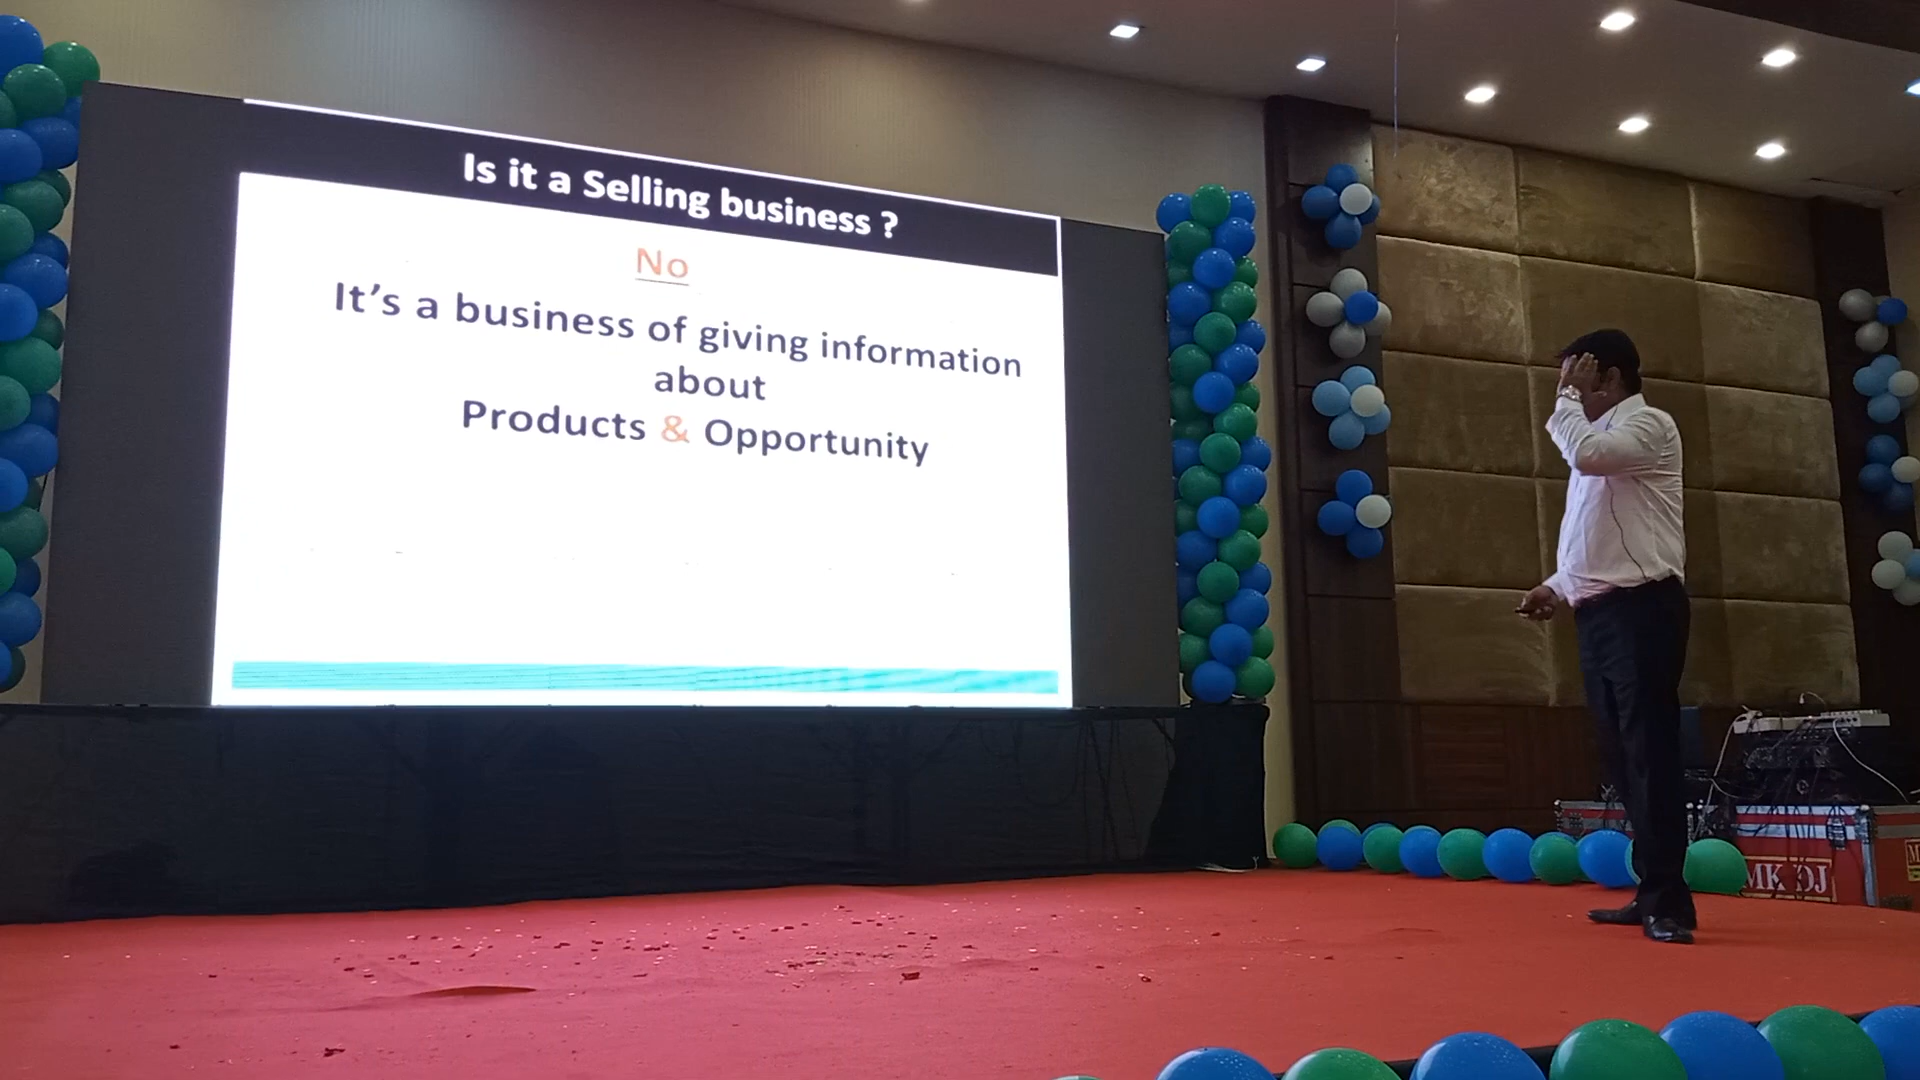 Is it a Selling business ?
No
It's a business of giving information
about
Products & Opportunity
MK DJ